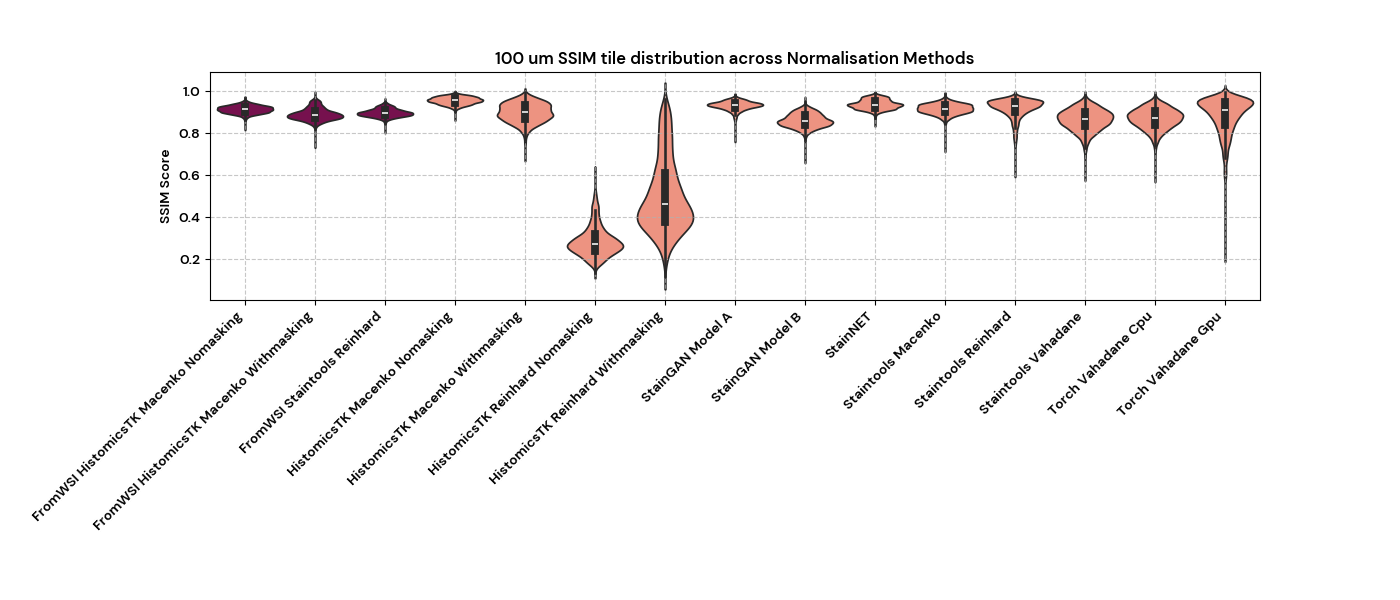 100 um SSIM tile distribution across Normalisation Methods
SSIM Score
1.0
0.8
0.6
0.4
0.2
FromWSI HistomicsTK Macenko Nomasking
FromWSI HistomicsTK Macenko Withmasking
FromWSI Staintools Reinhard
HistomicsTK Macenko Nomasking
HistomicsTK Macenko Withmasking
HistomicsTK Reinhard Nomasking
HistomicsTK Reinhard Withmasking
StainGAN Model A
StainGAN Model B
StainNET
Staintools Macenko
Staintools Reinhard
Staintools Vahadane
Torch Vahadane Cpu
Torch Vahadane Gpu